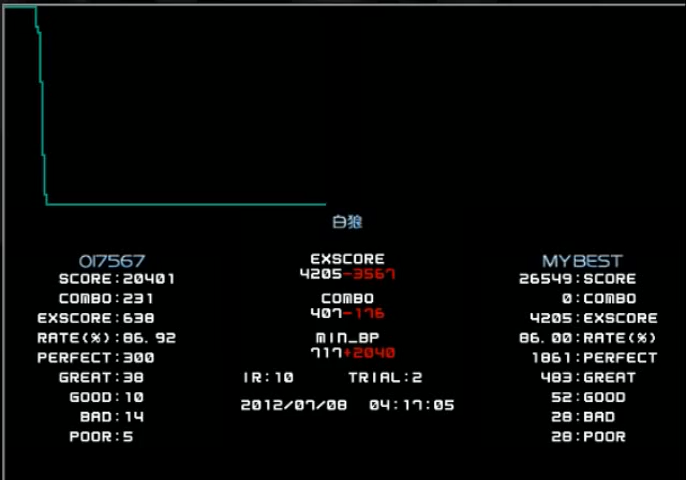 白狼
017567
SCORE:20401
COMBO:231
EXSCORE:638
RATE(%):86.92
PERFECT:300
GREAT:38
GOOD:10
BAD:14
POOR:5
EXSCORE
4205-3567
COMBO
407-176
MIN_BP
717+2040
IR:10 TRIAL:2
2012/07/08 04:17:05
MYBEST
26549:SCORE
0:COMBO
4205:EXSCORE
86.00:RATE(%)
1861:PERFECT
483:GREAT
52:GOOD
28:BAD
28:POOR